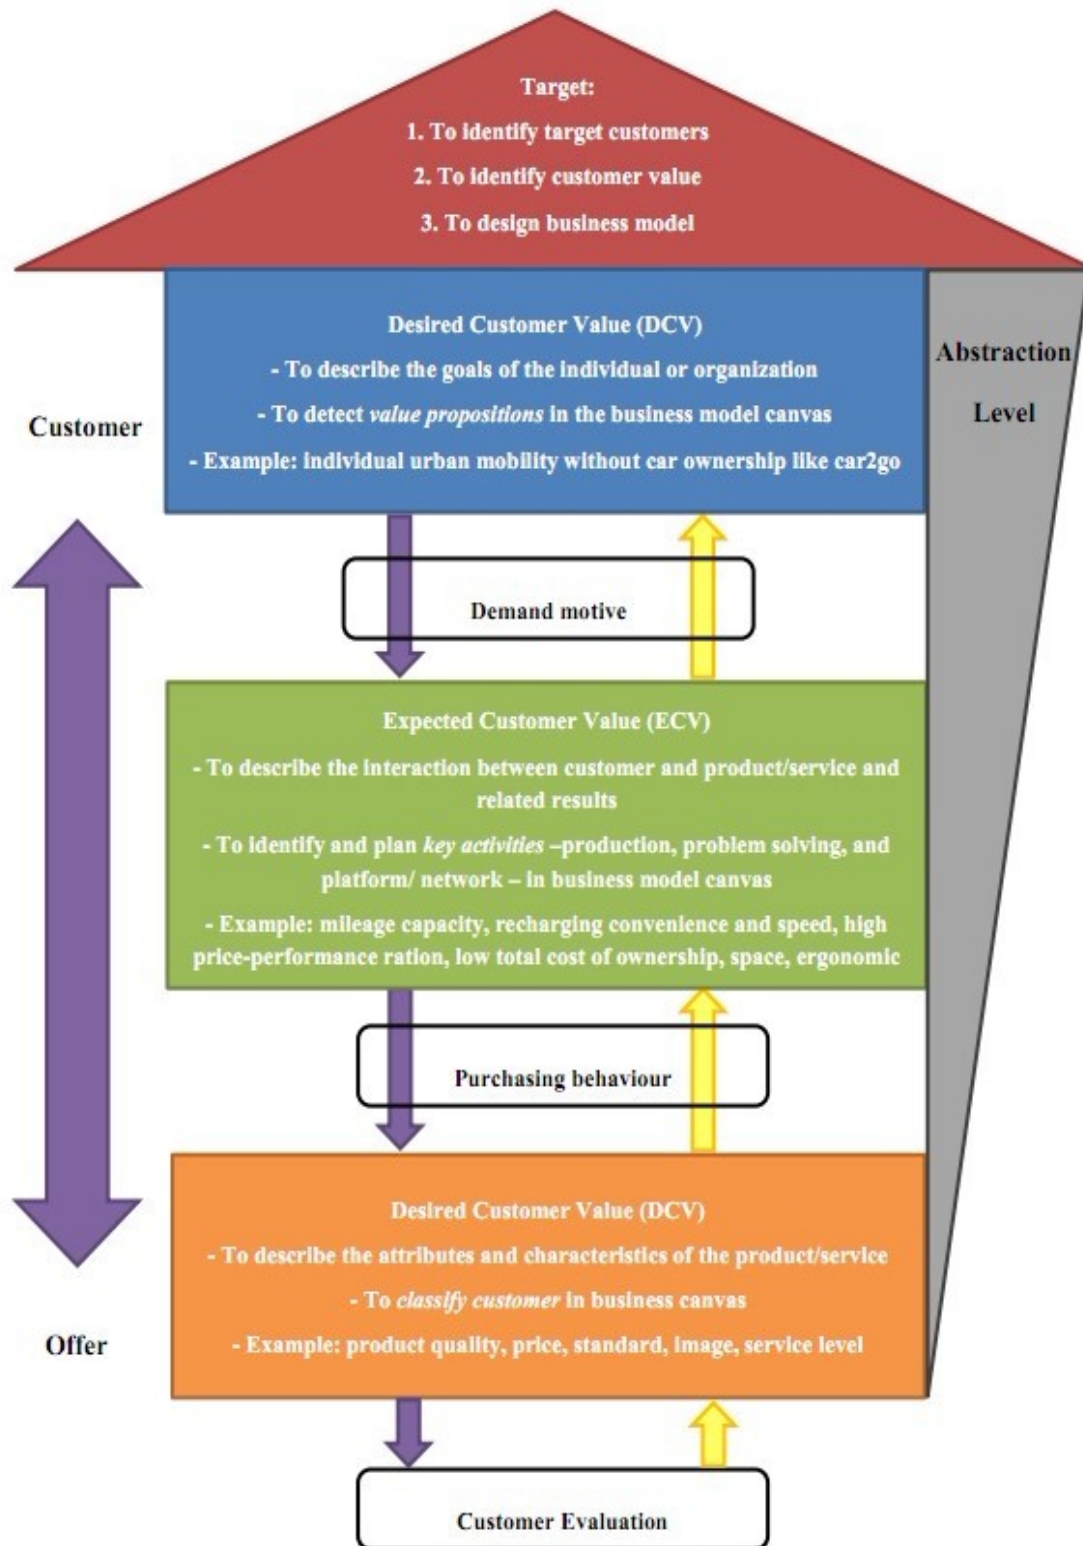 Target:
1. To identify target customers
2. To identify customer value
3. To design business model
Desired Customer Value (DCV)
- To describe the goals of the individual or organization
- To detect value propositions in the business model canvas
- Example: individual urban mobility without car ownership like car2go
Abstraction
Level
Customer
Demand motive
Expected Customer Value (ECV)
- To describe the interaction between customer and product/service and
related results
- To identify and plan key activities –production, problem solving, and
platform/ network – in business model canvas
- Example: mileage capacity, recharging convenience and speed, high
price-performance ration, low total cost of ownership, space, ergonomic
Purchasing behaviour
Desired Customer Value (DCV)
- To describe the attributes and characteristics of the product/service
- To classify customer in business canvas
- Example: product quality, price, standard, image, service level
Offer
Customer Evaluation